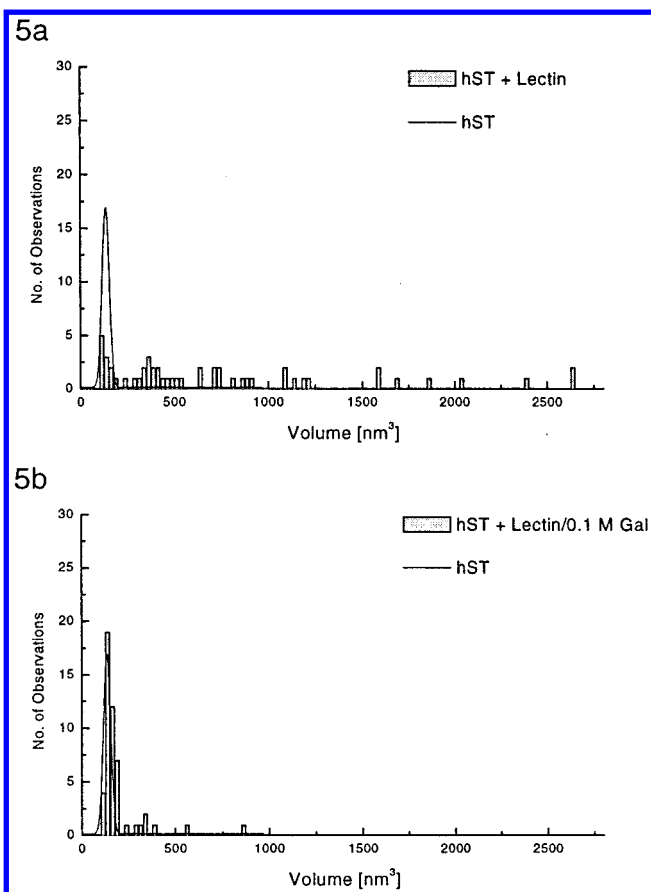 5a
30
25
20
15
10
5
0
No. of Observations
hST + Lectin
hST
0 500 1000 1500 2000 2500
Volume [nm³]
5b
30
25
20
15
10
5
0
No. of Observations
hST + Lectin/0.1 M Gal
hST
0 500 1000 1500 2000 2500
Volume [nm³]